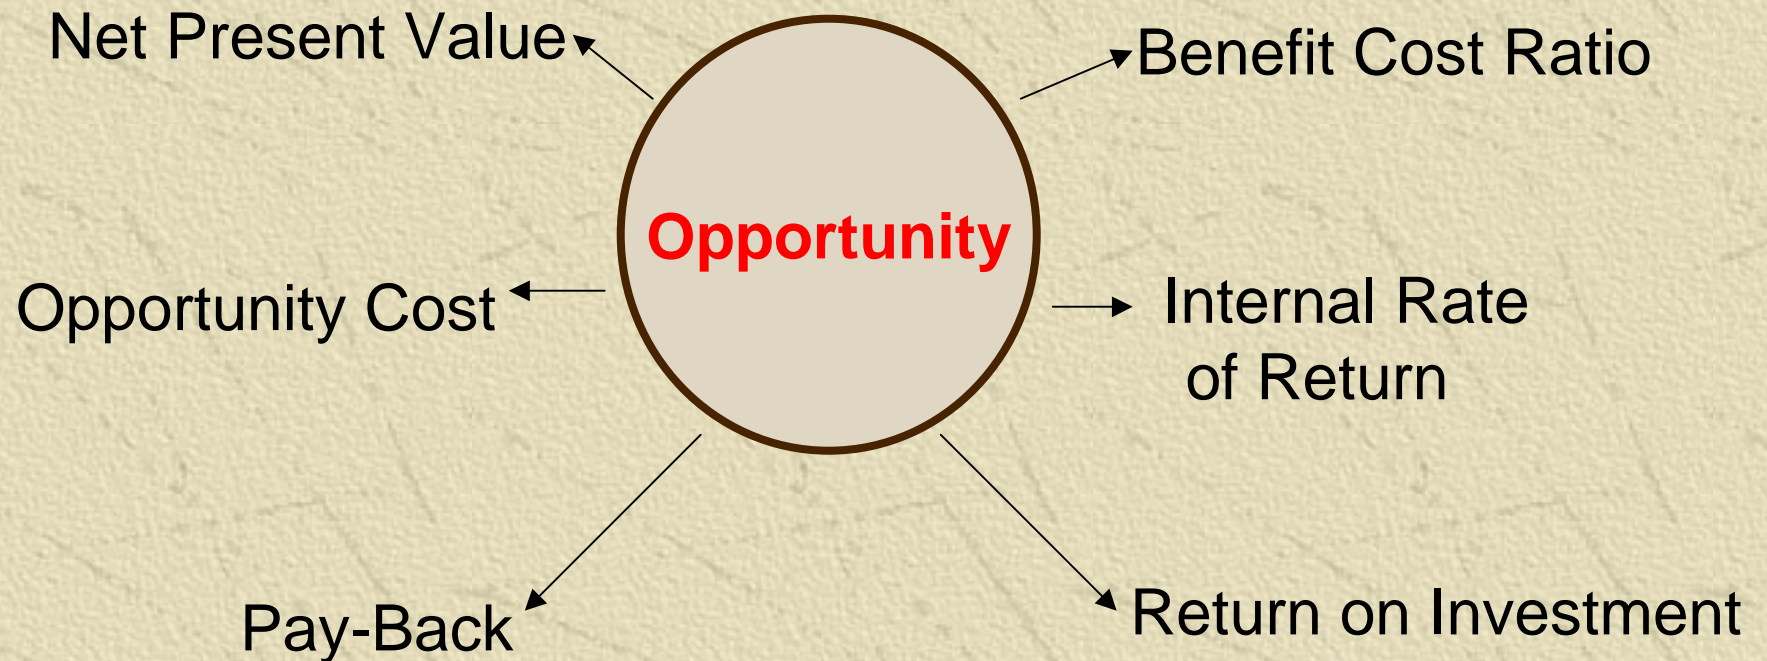 Net Present Value
Benefit Cost Ratio
Opportunity
Opportunity Cost
Internal Rate
of Return
Pay-Back
Return on Investment